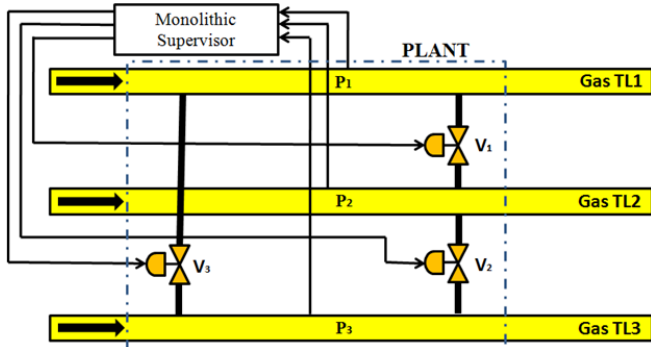 Monolithic
Supervisor
PLANT
P1
Gas TL1
V1
P2
Gas TL2
V3
V2
P3
Gas TL3